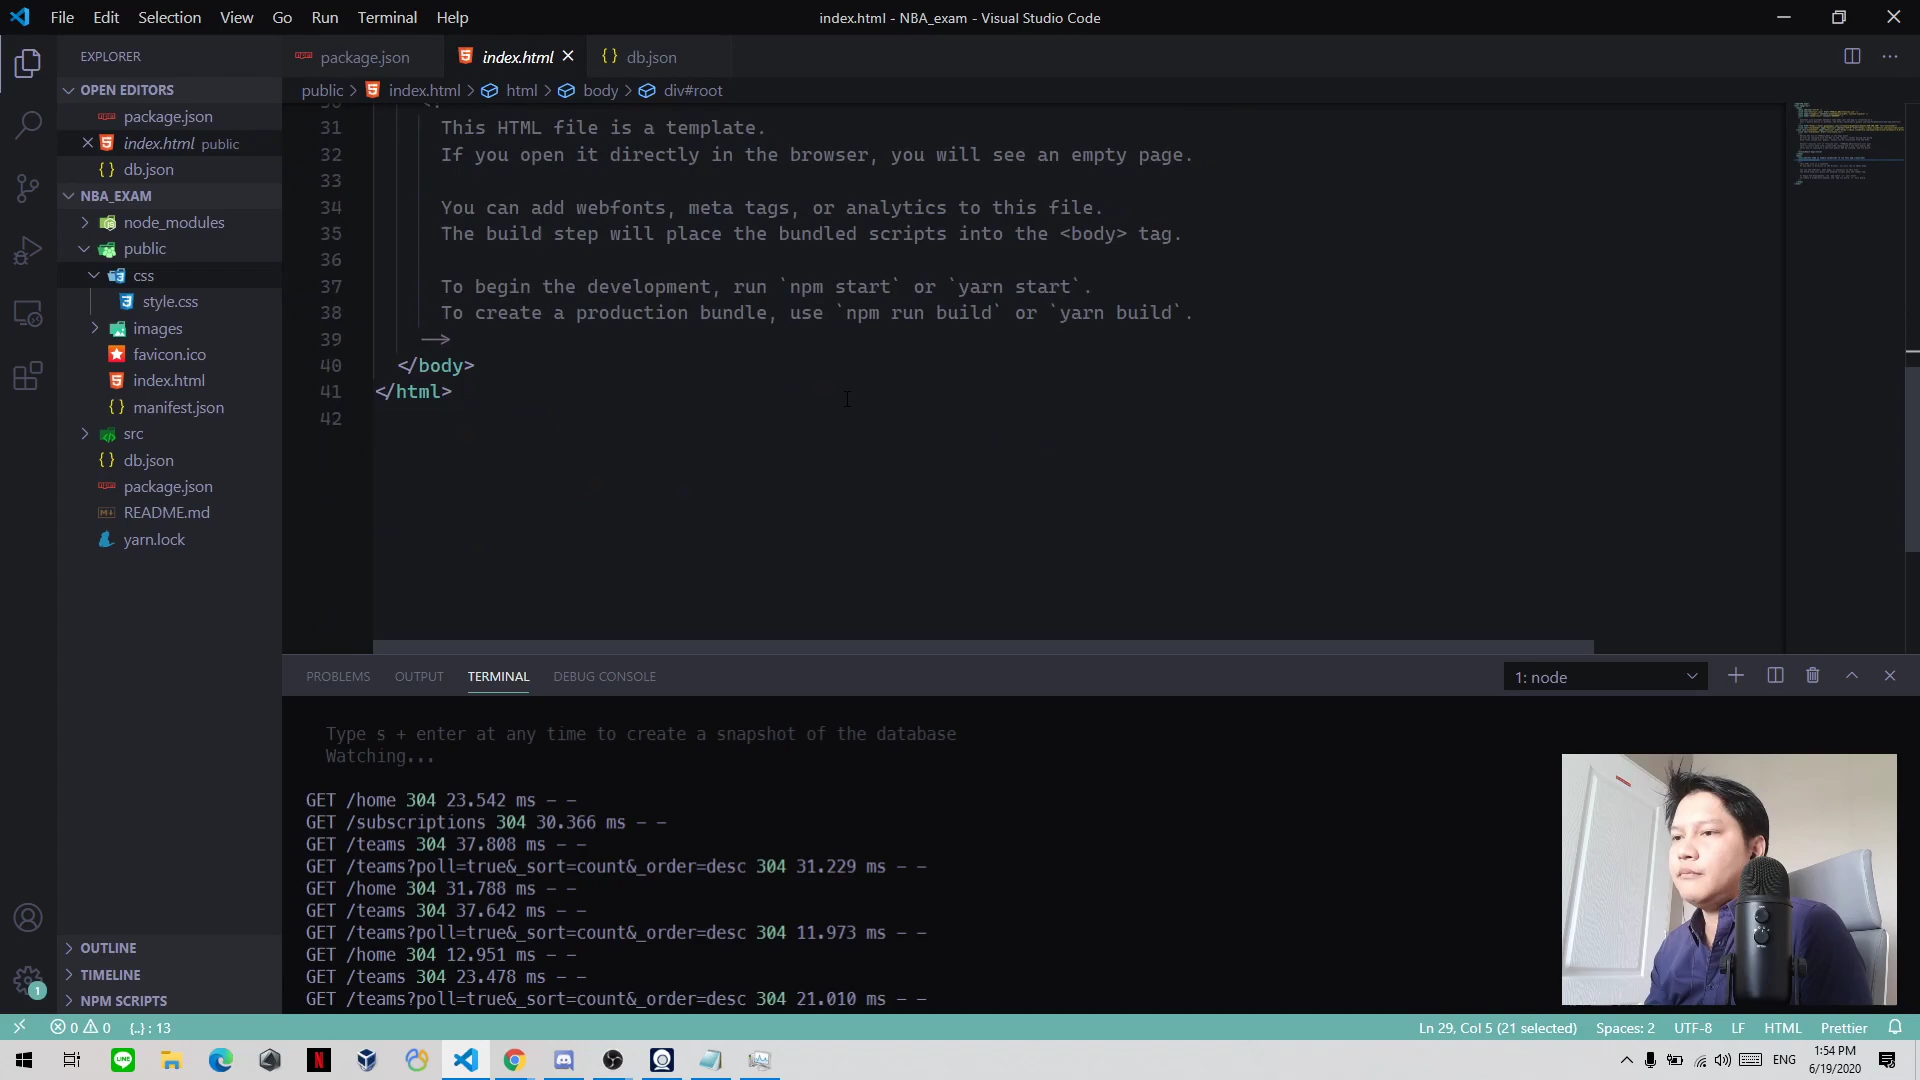 File Edit Selection View Go Run Terminal Help
index.html - NBA_exam - Visual Studio Code
EXPLORER
OPEN EDITORS
package.json
index.html public
db.json
NBA_EXAM
node_modules
public
css
style.css
images
favicon.ico
index.html
manifest.json
src
db.json
package.json
README.md
yarn.lock
OUTLINE
TIMELINE
NPM SCRIPTS
package.json index.html db.json
public > index.html > html > body > div#root
31 This HTML file is a template.
32 If you open it directly in the browser, you will see an empty page.
33
34 You can add webfonts, meta tags, or analytics to this file.
35 The build step will place the bundled scripts into the <body> tag.
36
37 To begin the development, run `npm start` or `yarn start`.
38 To create a production bundle, use `npm run build` or `yarn build`.
39 -->
40 </body>
41 </html>
42
PROBLEMS OUTPUT TERMINAL DEBUG CONSOLE
1: node
Type s + enter at any time to create a snapshot of the database
Watching...
GET /home 304 23.542 ms - -
GET /subscriptions 304 30.366 ms - -
GET /teams 304 37.808 ms - -
GET /teams?poll=true&_sort=count&_order=desc 304 31.229 ms - -
GET /home 304 31.788 ms - -
GET /teams 304 37.642 ms - -
GET /teams?poll=true&_sort=count&_order=desc 304 11.973 ms - -
GET /home 304 12.951 ms - -
GET /teams 304 23.478 ms - -
GET /teams?poll=true&_sort=count&_order=desc 304 21.010 ms - -
1
0 0 {..} : 13
Ln 29, Col 5 (21 selected) Spaces: 2 UTF-8 LF HTML Prettier
LINE
N
ENG
1:54 PM
6/19/2020